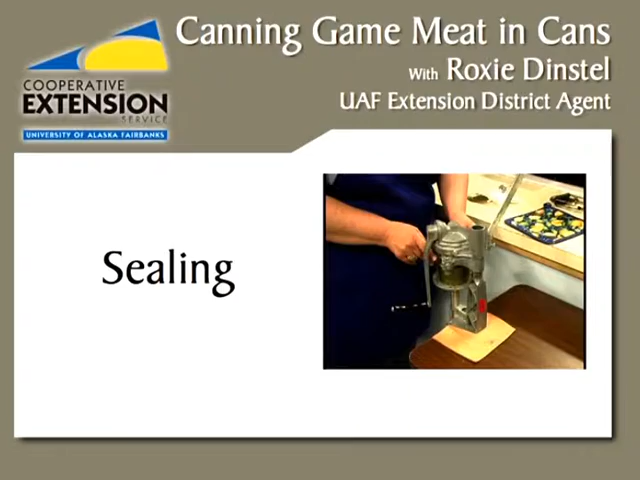 Canning Game Meat in Cans
With Roxie Dinstel
UAF Extension District Agent
COOPERATIVE
EXTENSION
SERVICE
UNIVERSITY OF ALASKA FAIRBANKS
Sealing